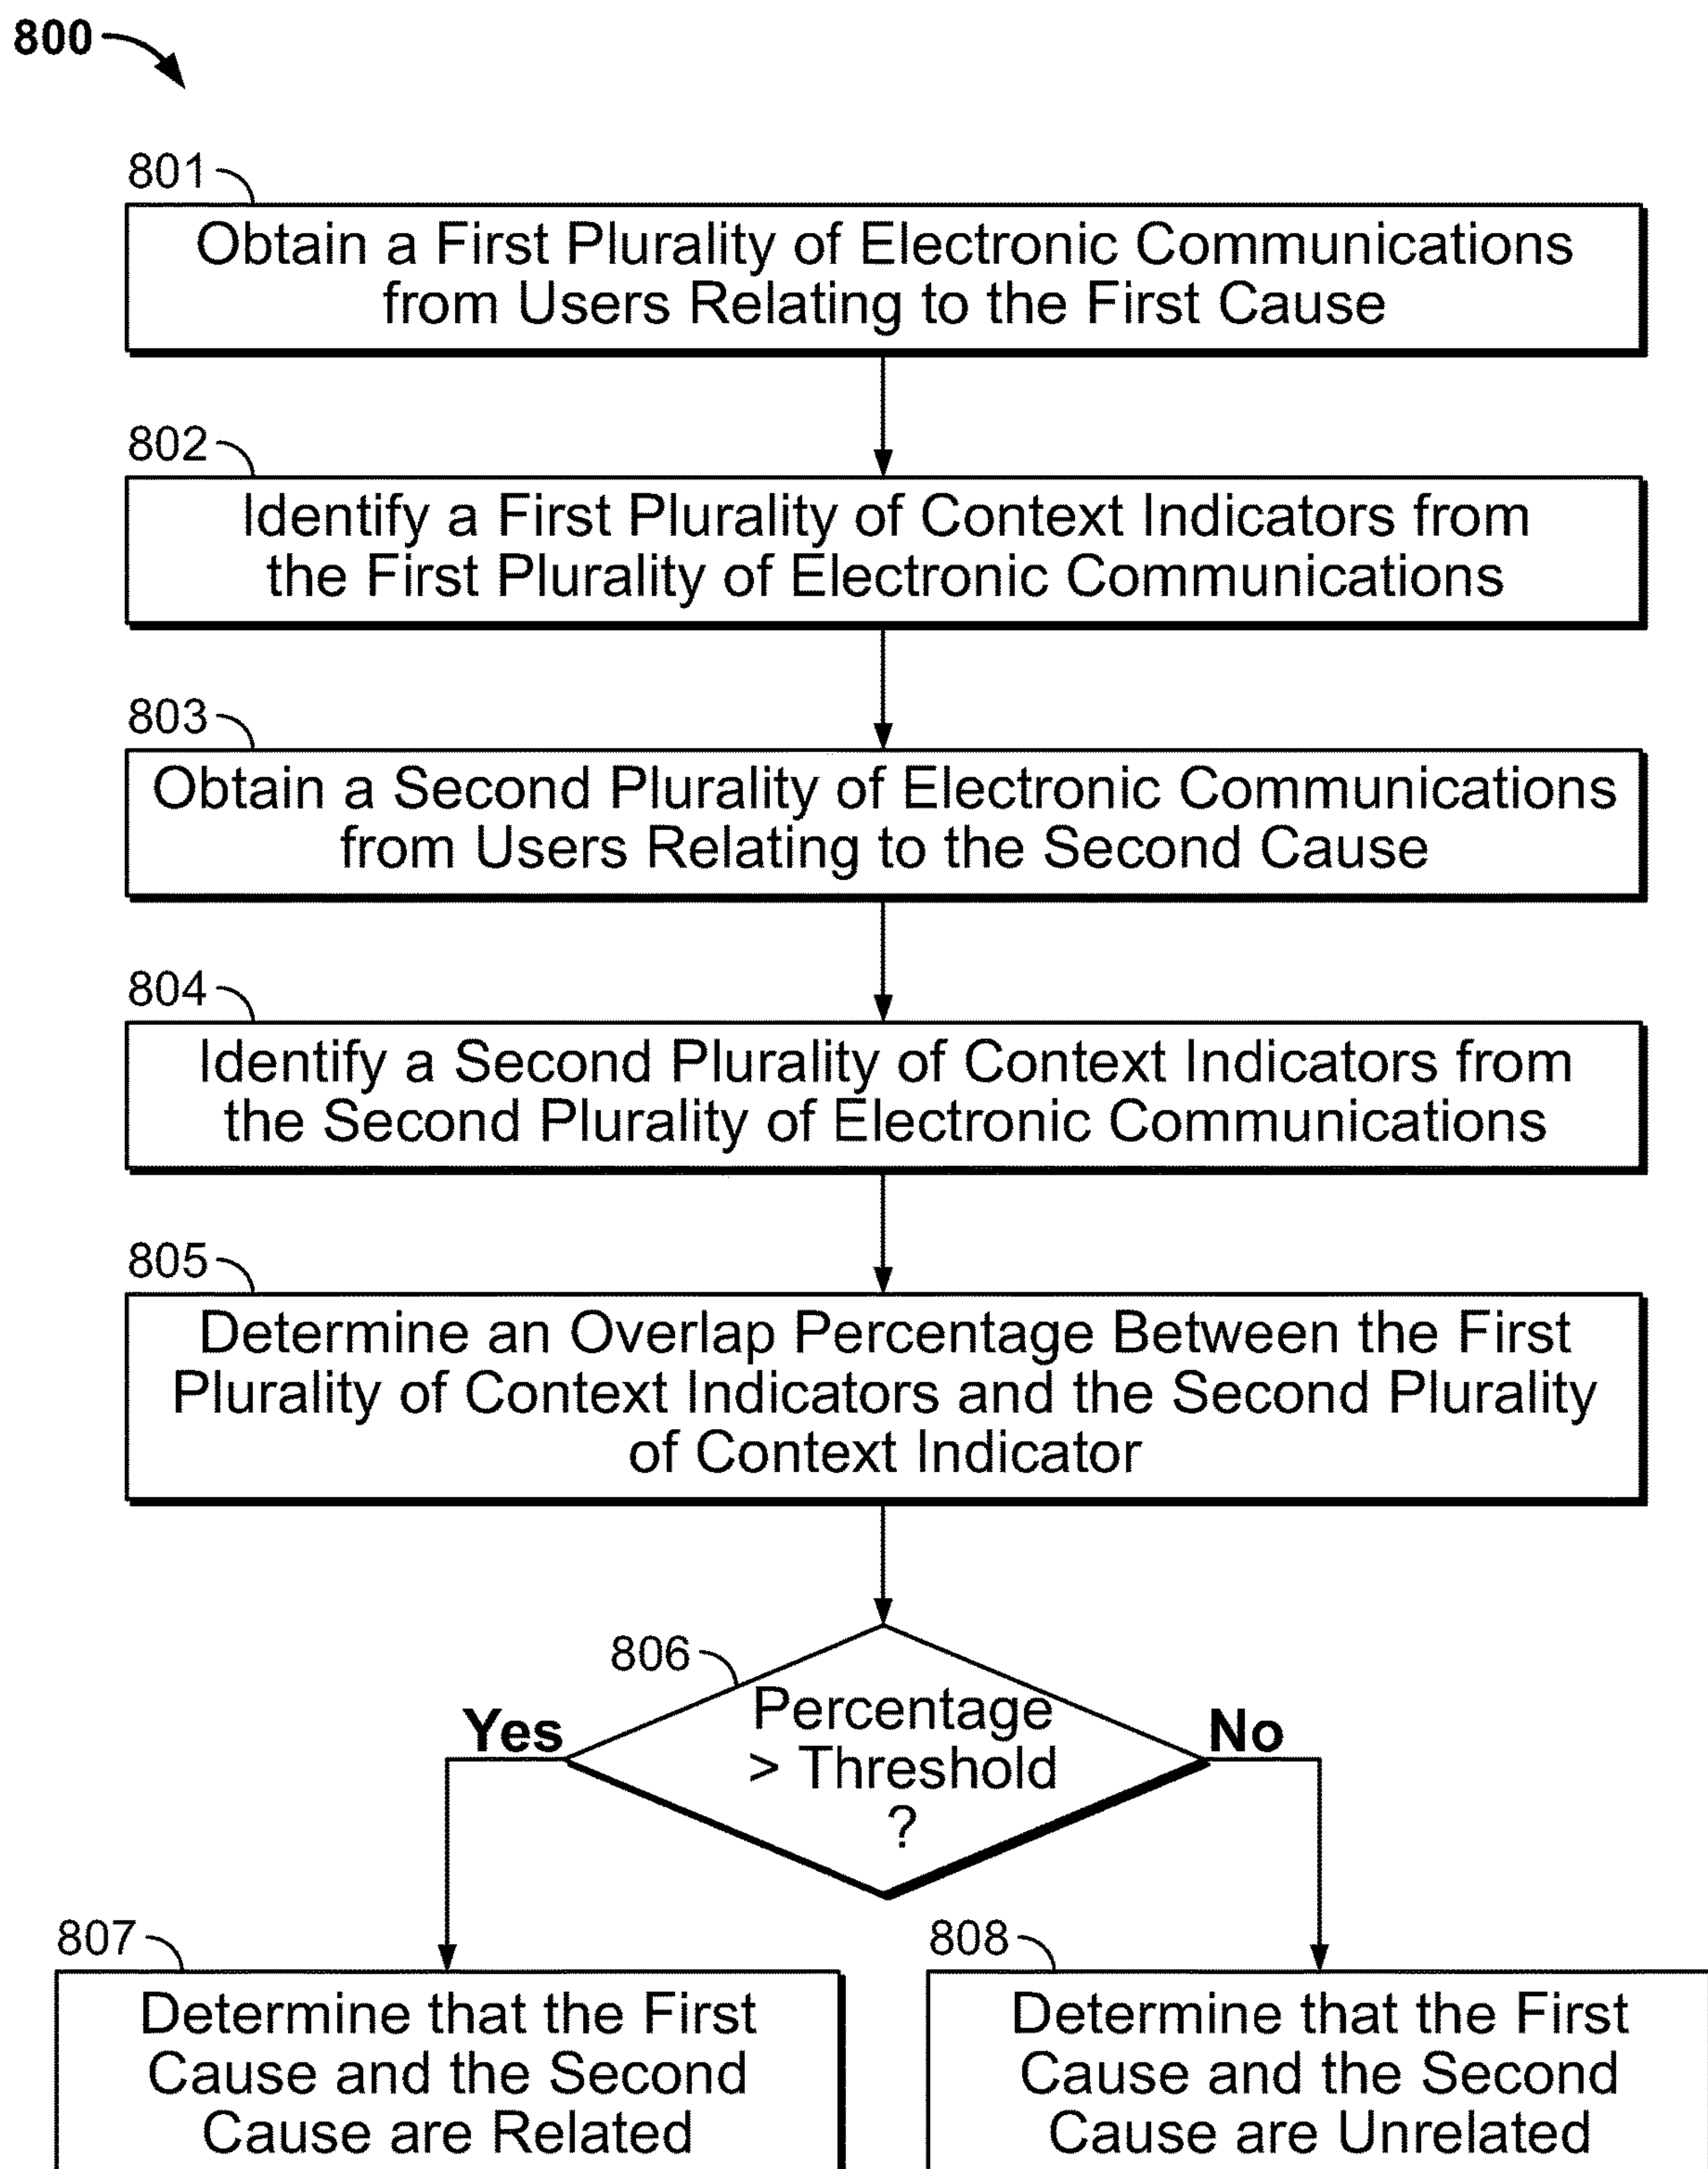 800
801
Obtain a First Plurality of Electronic Communications
from Users Relating to the First Cause
802
Identify a First Plurality of Context Indicators from
the First Plurality of Electronic Communications
803
Obtain a Second Plurality of Electronic Communications
from Users Relating to the Second Cause
804
Identify a Second Plurality of Context Indicators from
the Second Plurality of Electronic Communications
805
Determine an Overlap Percentage Between the First
Plurality of Context Indicators and the Second Plurality
of Context Indicator
806
Percentage
> Threshold
?
Yes
No
807
Determine that the First
Cause and the Second
Cause are Related
808
Determine that the First
Cause and the Second
Cause are Unrelated